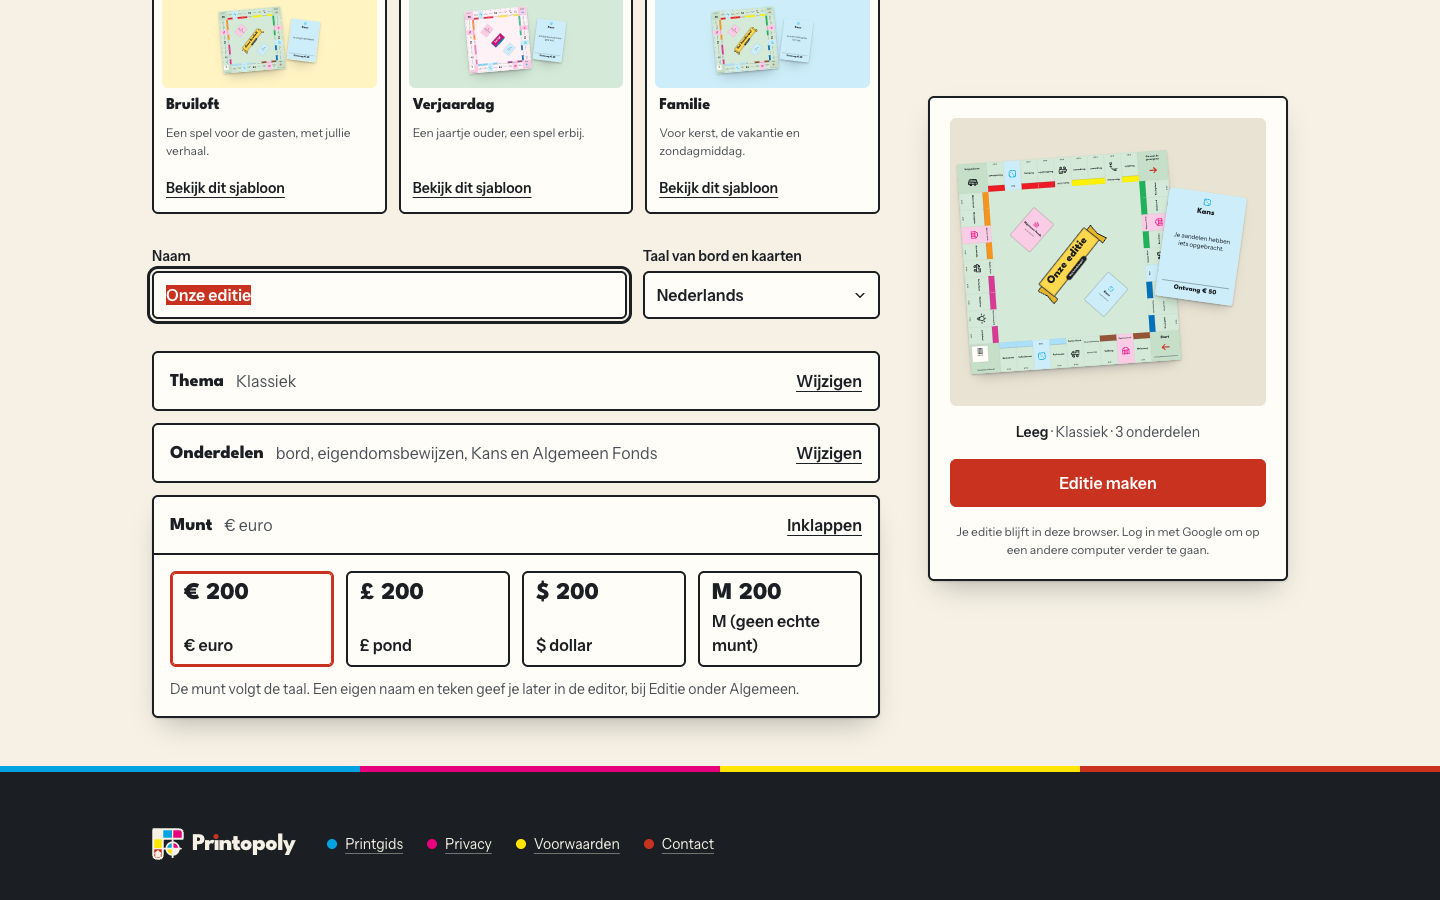 Bruiloft
Een spel voor de gasten, met jullie
verhaal.
Bekijk dit sjabloon
Verjaardag
Een jaartje ouder, een spel erbij.
Bekijk dit sjabloon
Familie
Voor kerst, de vakantie en
zondagmiddag.
Bekijk dit sjabloon
Naam
Onze editie
Taal van bord en kaarten
Nederlands
Thema Klassiek
Wijzigen
Onderdelen bord, eigendomsbewijzen, Kans en Algemeen Fonds
Wijzigen
Munt € euro
Inklappen
€ 200
€ euro
£ 200
£ pond
$ 200
$ dollar
M 200
M (geen echte
munt)
De munt volgt de taal. Een eigen naam en teken geef je later in de editor, bij Editie onder Algemeen.
Onze editie
Kans
Je aandelen hebben
iets opgebracht.
Ontvang € 50
Leeg · Klassiek · 3 onderdelen
Editie maken
Je editie blijft in deze browser. Log in met Google om op
een andere computer verder te gaan.
Printopoly
Printgids
Privacy
Voorwaarden
Contact